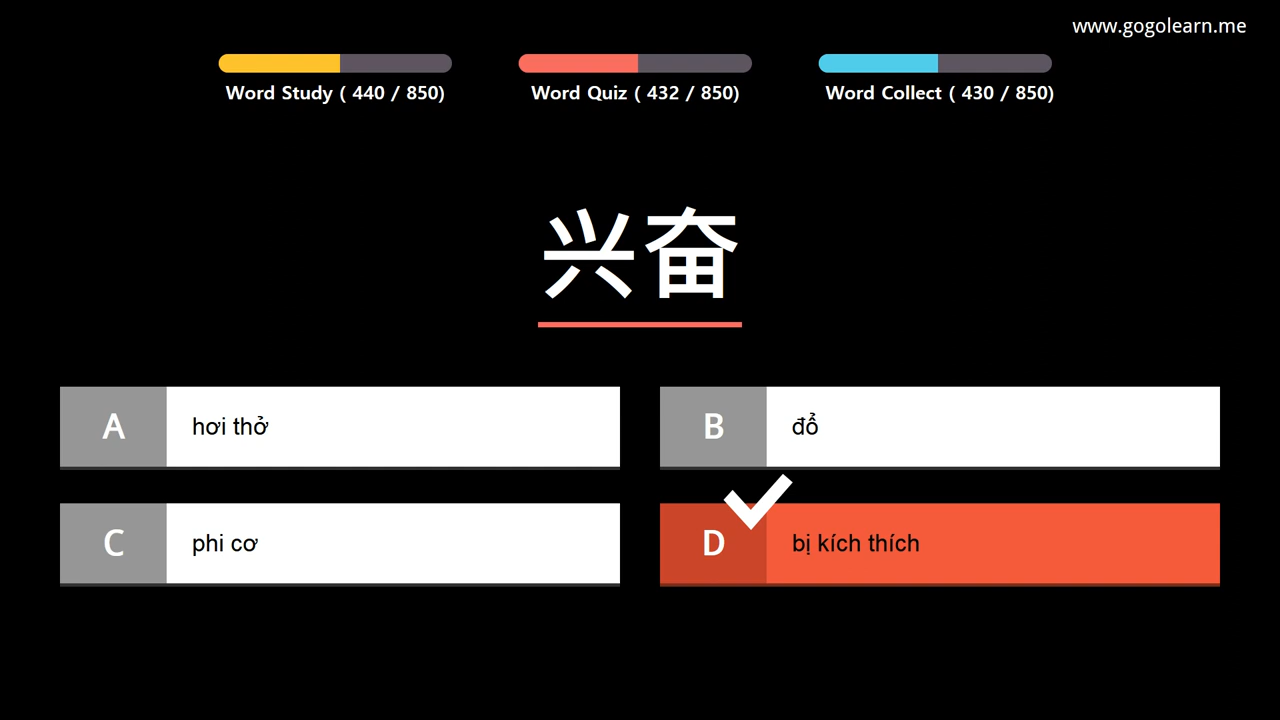 www.gogolearn.me
Word Study ( 440 / 850)
Word Quiz ( 432 / 850)
Word Collect ( 430 / 850)
兴奋
A hơi thở
B đổ
C phi cơ
D bị kích thích